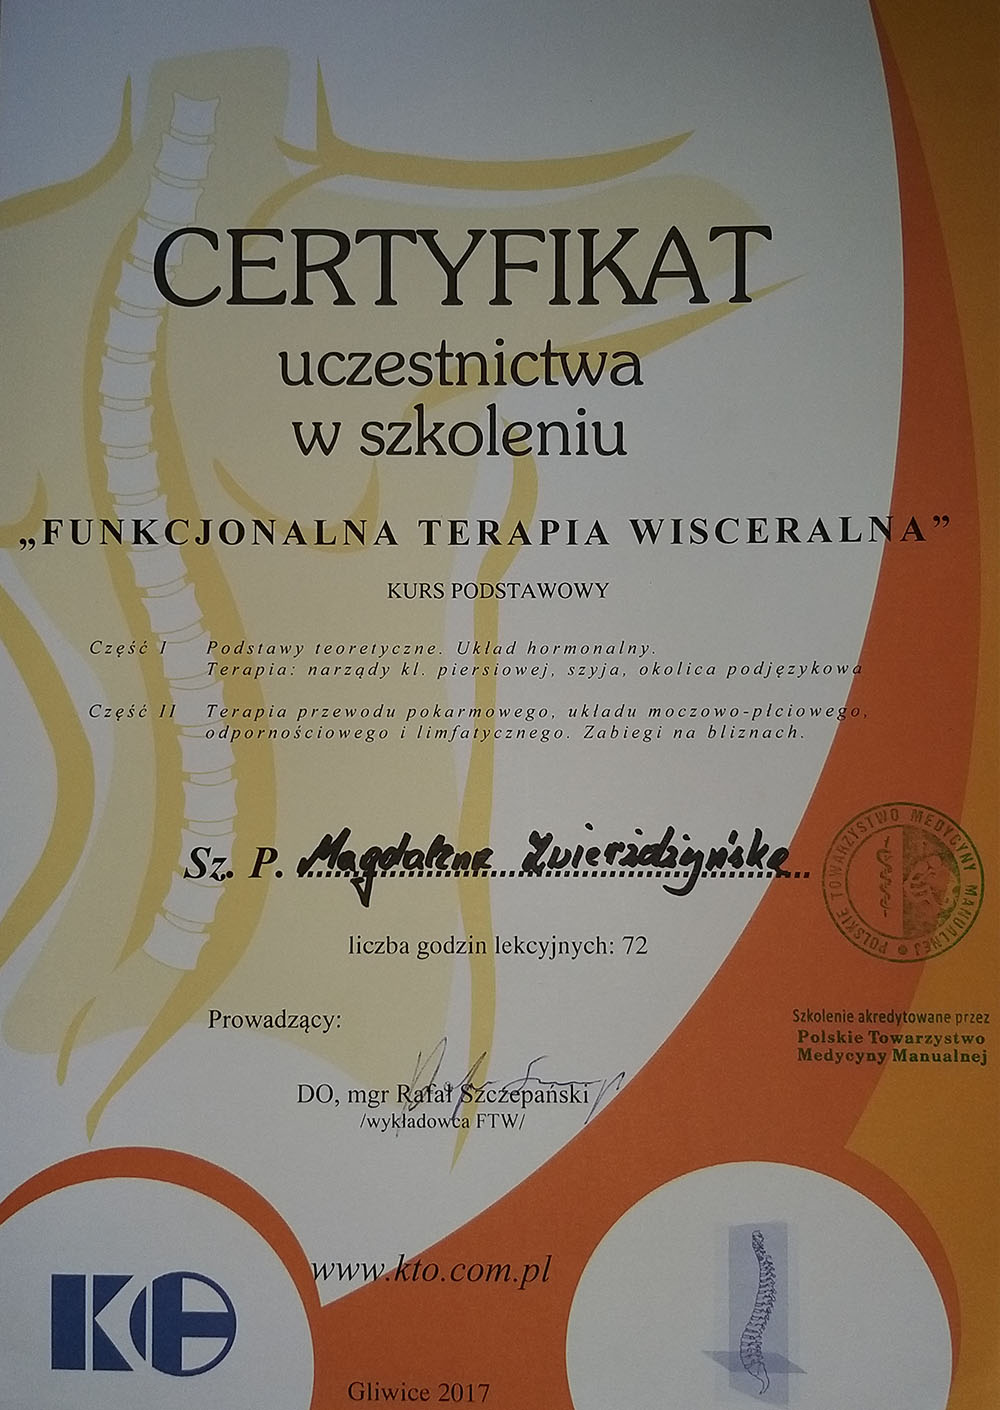 CERTYFIKAT
uczestnictwa
w szkoleniu
„FUNKCJONALNA TERAPIA WISCERALNA”
KURS PODSTAWOWY
Część I Podstawy teoretyczne. Układ hormonalny.
Terapia: narządy kl. piersiowej, szyja, okolica podjęzykowa
Część II Terapia przewodu pokarmowego, układu moczowo-płciowego,
odpornościowego i limfatycznego. Zabiegi na bliznach.
Sz. P. Magdalena Zwierżdżyńska
POLSKIE TOWARZYSTWO MEDYCYNY MANUALNEJ
liczba godzin lekcyjnych: 72
Prowadzący:
Szkolenie akredytowane przez
Polskie Towarzystwo
Medycyny Manualnej
DO, mgr Rafał Szczepański
/wykładowca FTW/
www.kto.com.pl
Gliwice 2017